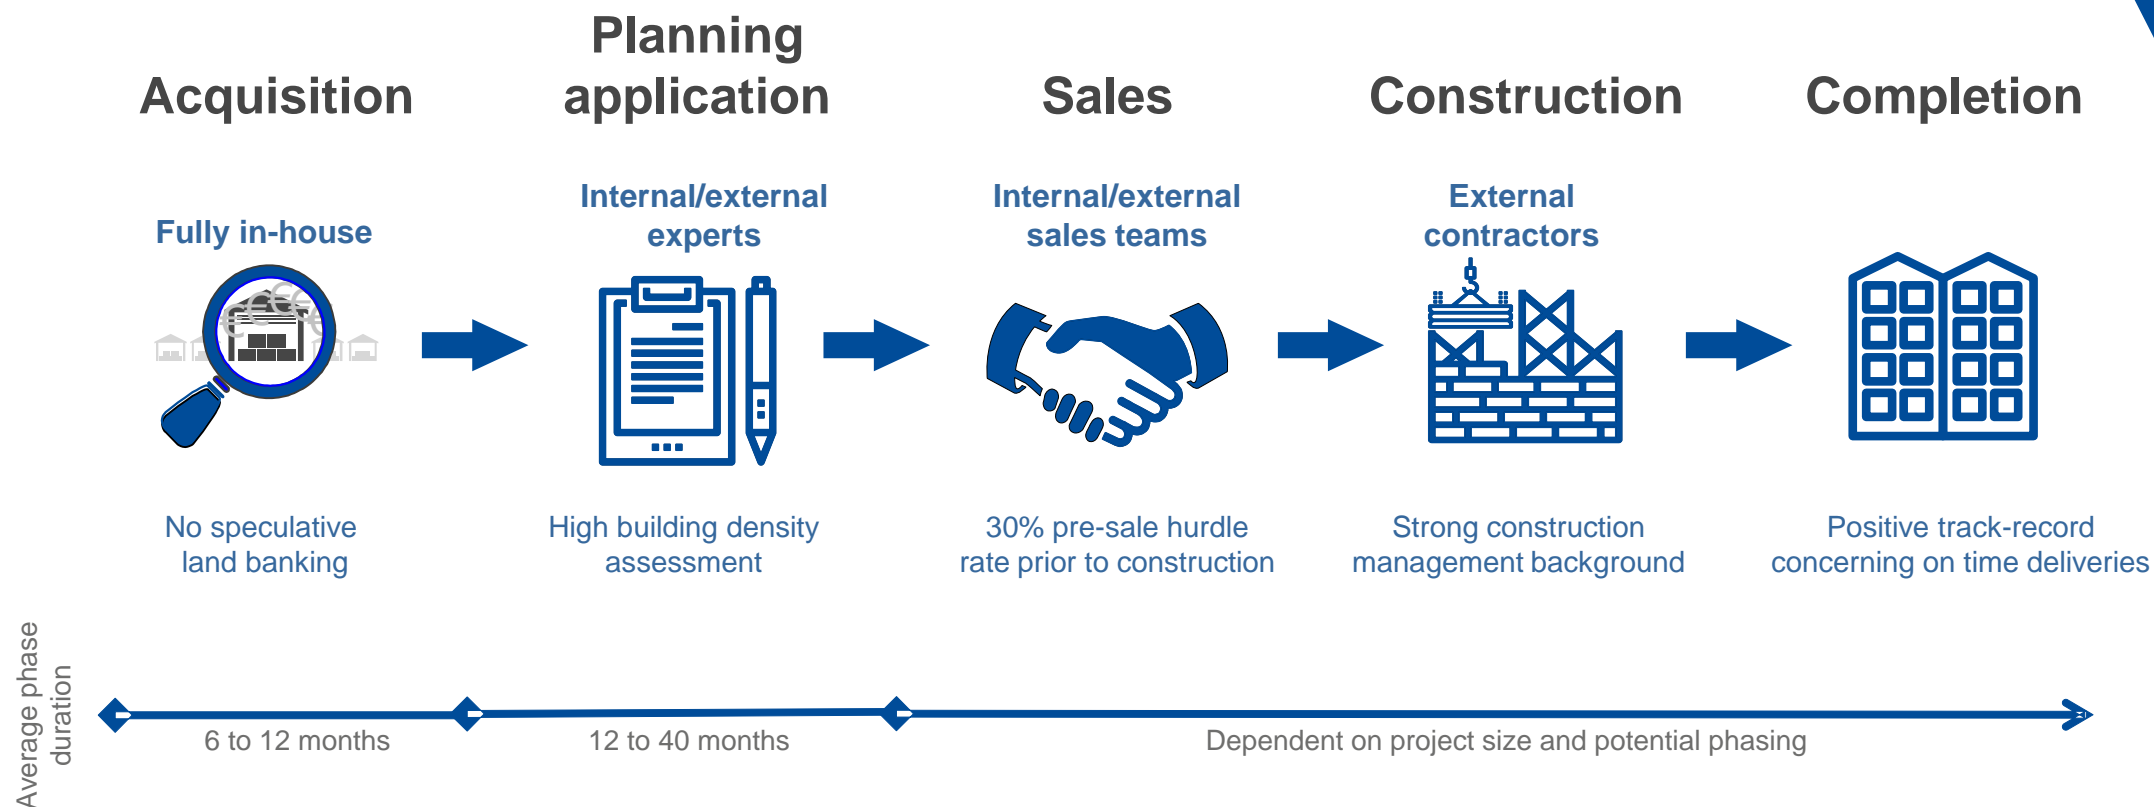 Acquisition
Planning
application
Sales
Construction
Completion
Fully in-house
Internal/external
experts
Internal/external
sales teams
External
contractors
No speculative
land banking
High building density
assessment
30% pre-sale hurdle
rate prior to construction
Strong construction
management background
Positive track-record
concerning on time deliveries
Average phase
duration
6 to 12 months
12 to 40 months
Dependent on project size and potential phasing